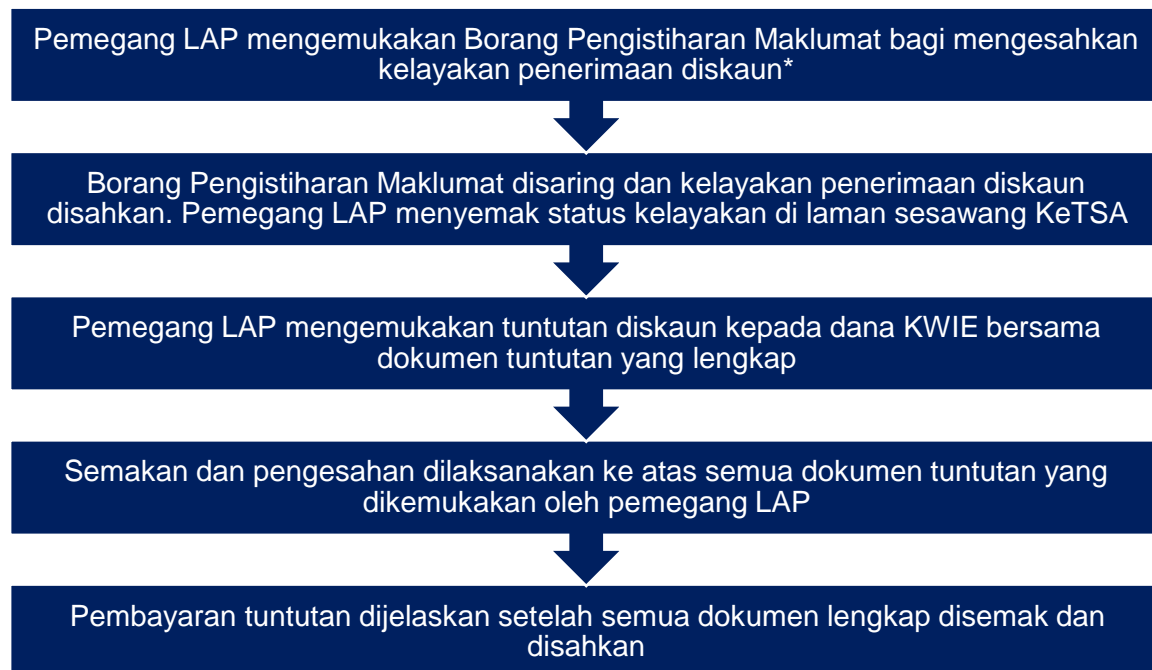 Pemegang LAP mengemukakan Borang Pengistiharan Maklumat bagi mengesahkan
kelayakan penerimaan diskaun*
Borang Pengistiharan Maklumat disaring dan kelayakan penerimaan diskaun
disahkan. Pemegang LAP menyemak status kelayakan di laman sesawang KeTSA
Pemegang LAP mengemukakan tuntutan diskaun kepada dana KWIE bersama
dokumen tuntutan yang lengkap
Semakan dan pengesahan dilaksanakan ke atas semua dokumen tuntutan yang
dikemukakan oleh pemegang LAP
Pembayaran tuntutan dijelaskan setelah semua dokumen lengkap disemak dan
disahkan